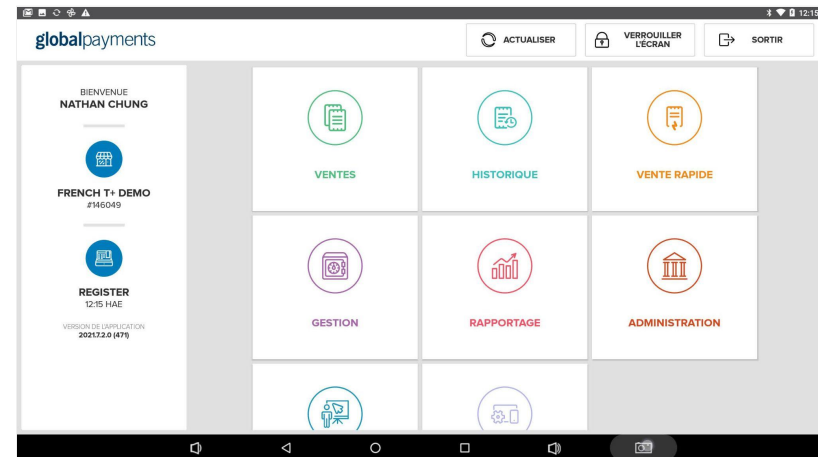 12:15
globalpayments
ACTUALISER
VERROUILLER
L'ÉCRAN
SORTIR
BIENVENUE
NATHAN CHUNG
FRENCH T+ DEMO
#146049
REGISTER
12:15 HAE
VERSION DE L'APPLICATION
2021.7.2.0 (471)
VENTES
HISTORIQUE
VENTE RAPIDE
GESTION
RAPPORTAGE
ADMINISTRATION